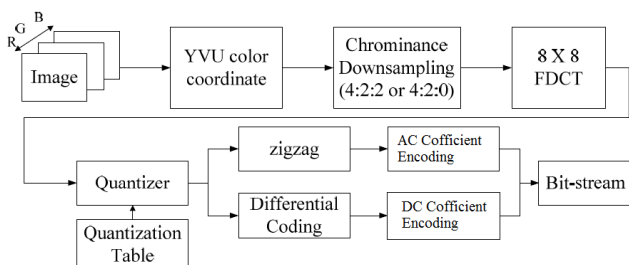 R G B
Image
YVU color
coordinate
Chrominance
Downsampling
(4:2:2 or 4:2:0)
8 X 8
FDCT
Quantizer
Quantization
Table
zigzag
Differential
Coding
AC Cofficient
Encoding
DC Cofficient
Encoding
Bit-stream